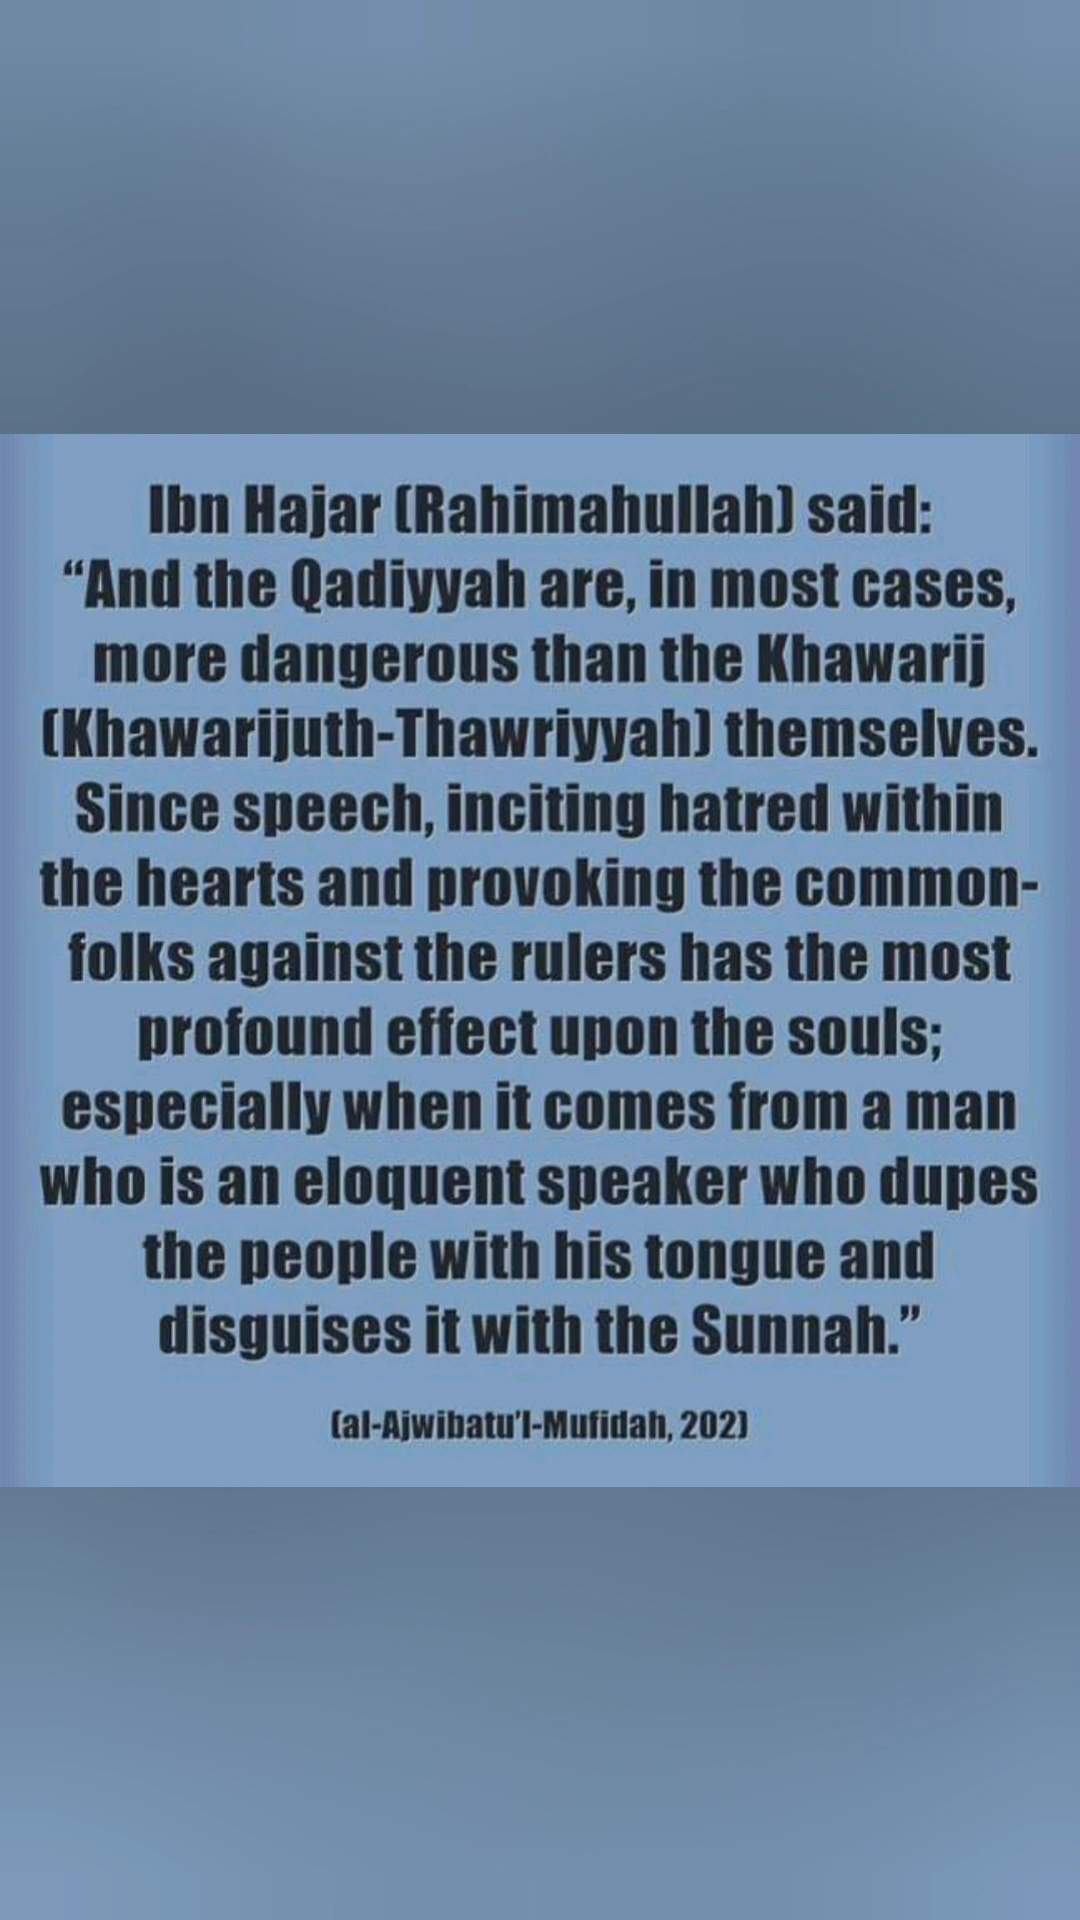 Ibn Hajar (Rahimahullah) said:
“And the Qadiyyah are, in most cases,
more dangerous than the Khawarij
(Khawarijuth-Thawriyyah) themselves.
Since speech, inciting hatred within
the hearts and provoking the common-
folks against the rulers has the most
profound effect upon the souls;
especially when it comes from a man
who is an eloquent speaker who dupes
the people with his tongue and
disguises it with the Sunnah.”
(al-Ajwibatu’l-Mufidah, 202)